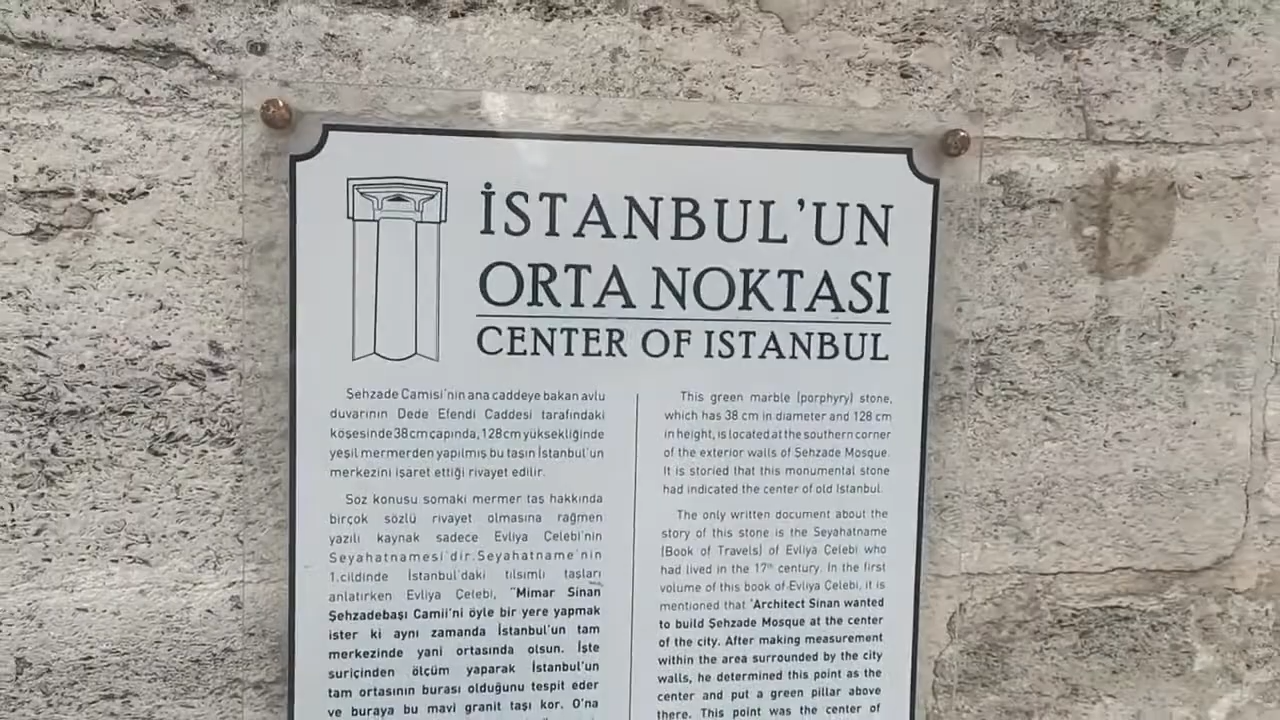 İSTANBUL'UN
ORTA NOKTASI
CENTER OF ISTANBUL
Şehzade Camisi'nin ana caddeye bakan avlu
duvarının Dede Efendi Caddesi tarafındaki
köşesinde 38 cm çapında, 128 cm yüksekliğinde
yeşil mermerden yapılmış bu taşın İstanbul'un
merkezini işaret ettiği rivayet edilir.
Söz konusu somaki mermer taş hakkında
birçok sözlü rivayet olmasına rağmen
yazılı kaynak sadece Evliya Çelebi'nin
Seyahatnamesi'dir. Seyahatname'nin
1.cildinde İstanbul'daki tılsımlı taşları
anlatırken Evliya Çelebi, "Mimar Sinan
Şehzadebaşı Camii'ni öyle bir yere yapmak
ister ki aynı zamanda İstanbul'un tam
merkezinde yani ortasında olsun. İşte
suriçinden ölçüm yaparak İstanbul'un
tam ortasının burası olduğunu tespit eder
ve buraya bu mavi granit taşı kor. O'na
This green marble (porphyry) stone,
which has 38 cm in diameter and 128 cm
in height, is located at the southern corner
of the exterior walls of Sehzade Mosque.
It is storied that this monumental stone
had indicated the center of old Istanbul.
The only written document about the
story of this stone is the Seyahatname
(Book of Travels) of Evliya Çelebi who
had lived in the 17th century. In the first
volume of this book of Evliya Çelebi, it is
mentioned that 'Architect Sinan wanted
to build Şehzade Mosque at the center
of the city. After making measurement
within the area surrounded by the city
walls, he determined this point as the
center and put a green pillar above
there. This point was the center of